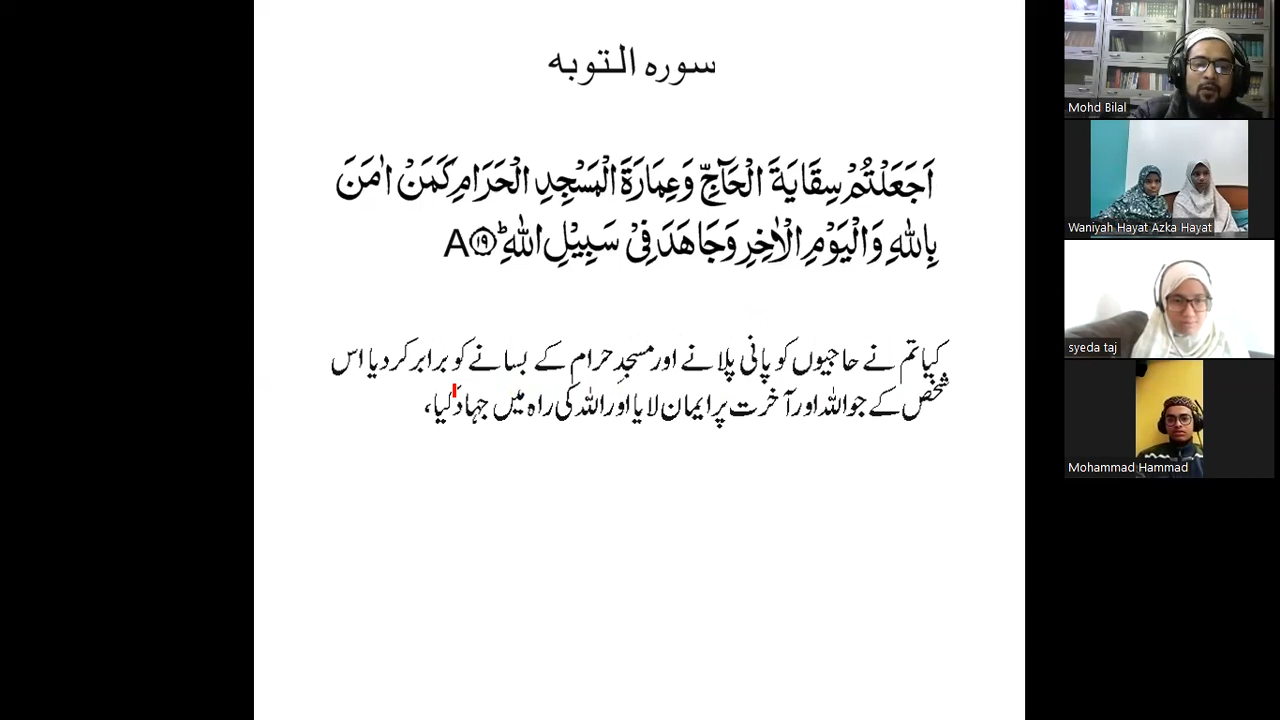 سورہ التوبہ
اَجَعَلْتُمْ سِقَايَةَ الْحَآجِّ وَعِمَارَةَ الْمَسْجِدِ الْحَرَامِ كَمَنْ اٰمَنَ
بِاللّٰهِ وَالْيَوْمِ الْاٰخِرِ وَجَاهَدَ فِيْ سَبِيْلِ اللّٰهِ ؕ ۱۹ A
کیا تم نے حاجیوں کو پانی پلانے اور مسجدِ حرام کے بسانے کو برابر کر دیا اس
شخص کے جو اللہ اور آخرت پر ایمان لایا اور اللہ کی راہ میں جہاد کیا،
Mohd Bilal
Waniyah Hayat Azka Hayat
syeda taj
Mohammad Hammad